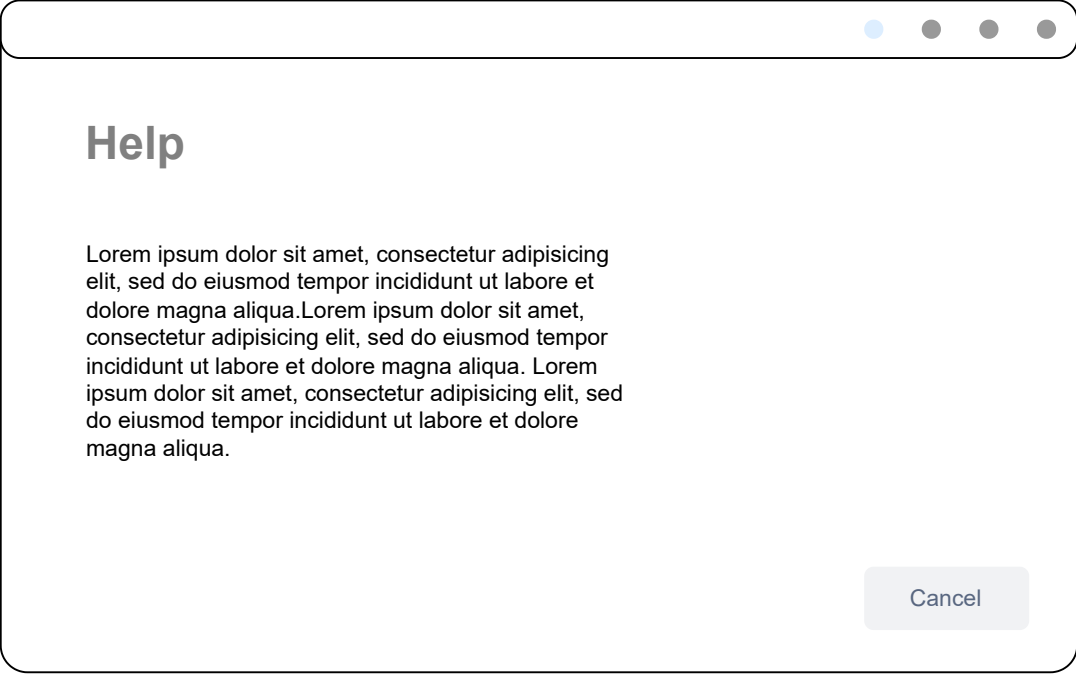 Help
Lorem ipsum dolor sit amet, consectetur adipisicing
elit, sed do eiusmod tempor incididunt ut labore et
dolore magna aliqua.Lorem ipsum dolor sit amet,
consectetur adipisicing elit, sed do eiusmod tempor
incididunt ut labore et dolore magna aliqua. Lorem
ipsum dolor sit amet, consectetur adipisicing elit, sed
do eiusmod tempor incididunt ut labore et dolore
magna aliqua.
Cancel